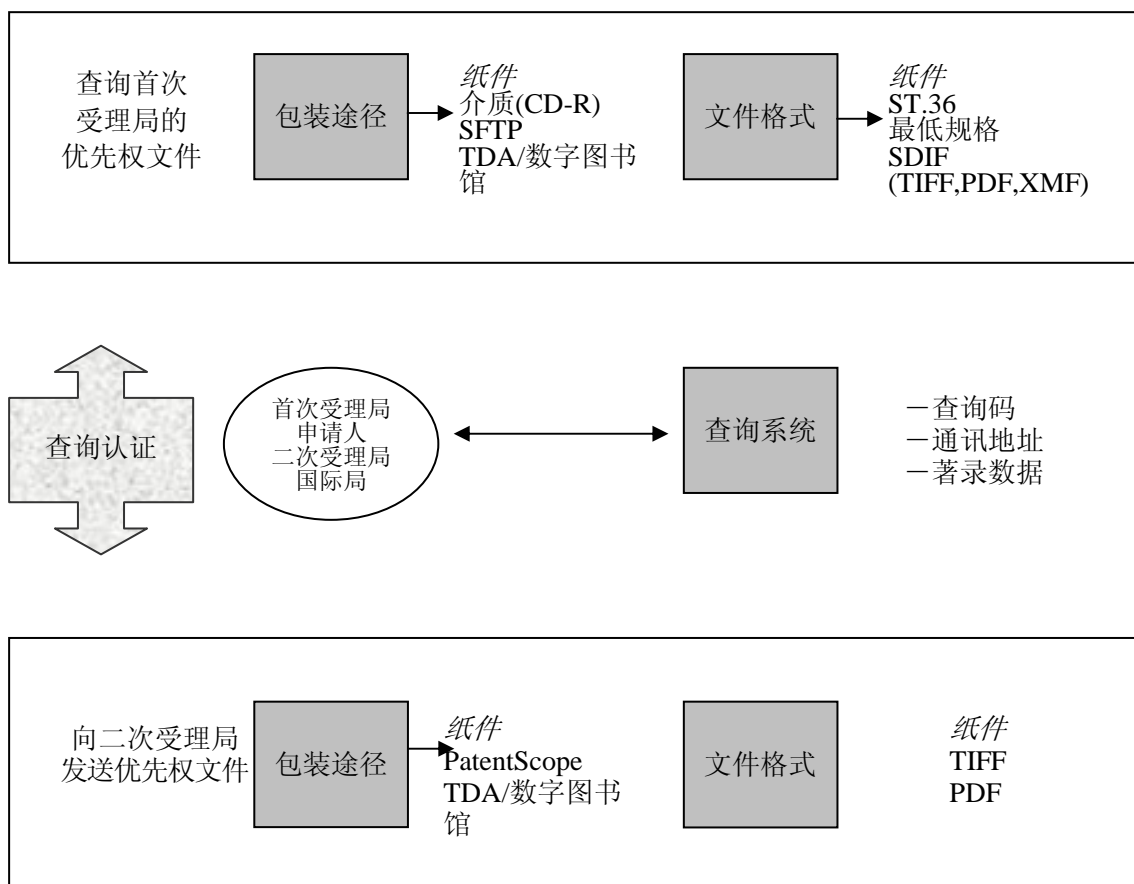 查询首次
受理局的
优先权文件
包装途径
纸件
介质(CD-R)
SFTP
TDA/数字图书
馆
文件格式
纸件
ST.36
最低规格
SDIF
(TIFF,PDF,XMF)
查询认证
首次受理局
申请人
二次受理局
国际局
查询系统
－查询码
－通讯地址
－著录数据
向二次受理局
发送优先权文件
包装途径
纸件
PatentScope
TDA/数字图书
馆
文件格式
纸件
TIFF
PDF